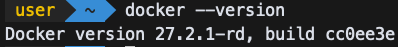 user ~ docker --version
Docker version 27.2.1-rd, build cc0ee3e